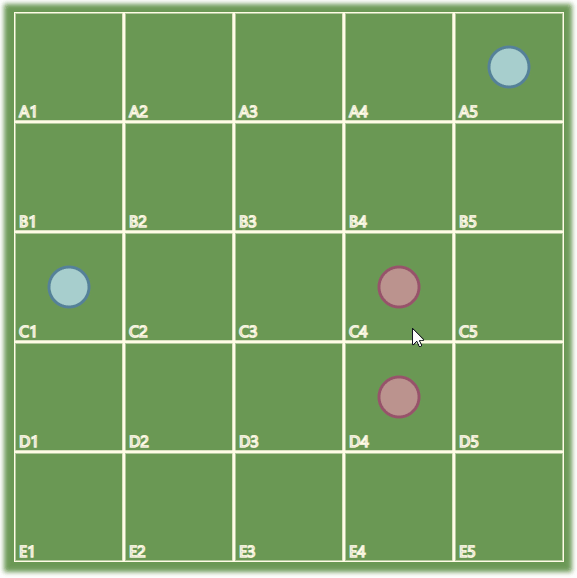 A1 A2 A3 A4 A5
B1 B2 B3 B4 B5
C1 C2 C3 C4 C5
D1 D2 D3 D4 D5
E1 E2 E3 E4 E5